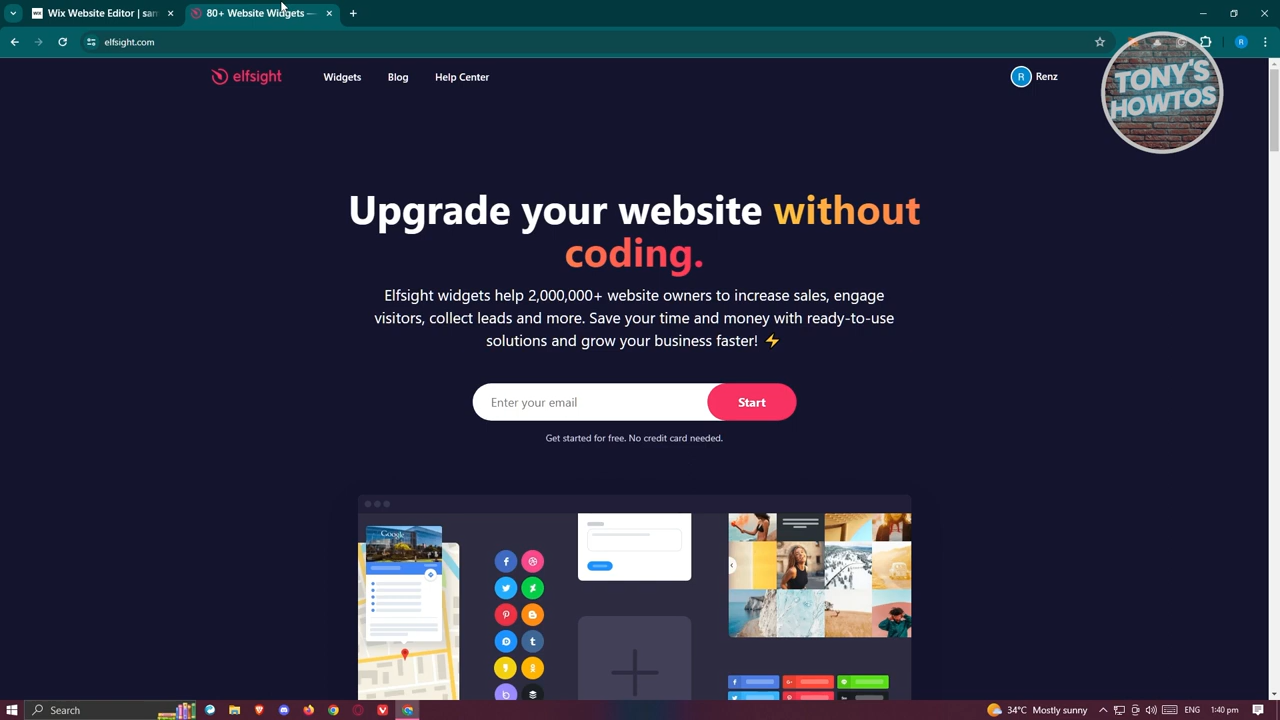 Wix Website Editor | sam
80+ Website Widgets —
elfsight.com
R
elfsight
Widgets
Blog
Help Center
R
Renz
TONY'S
HOWTOS
Upgrade your website without
coding.
Elfsight widgets help 2,000,000+ website owners to increase sales, engage
visitors, collect leads and more. Save your time and money with ready-to-use
solutions and grow your business faster! ⚡
Enter your email
Start
Get started for free. No credit card needed.
Google
Search
34°C Mostly sunny
ENG
1:40 pm